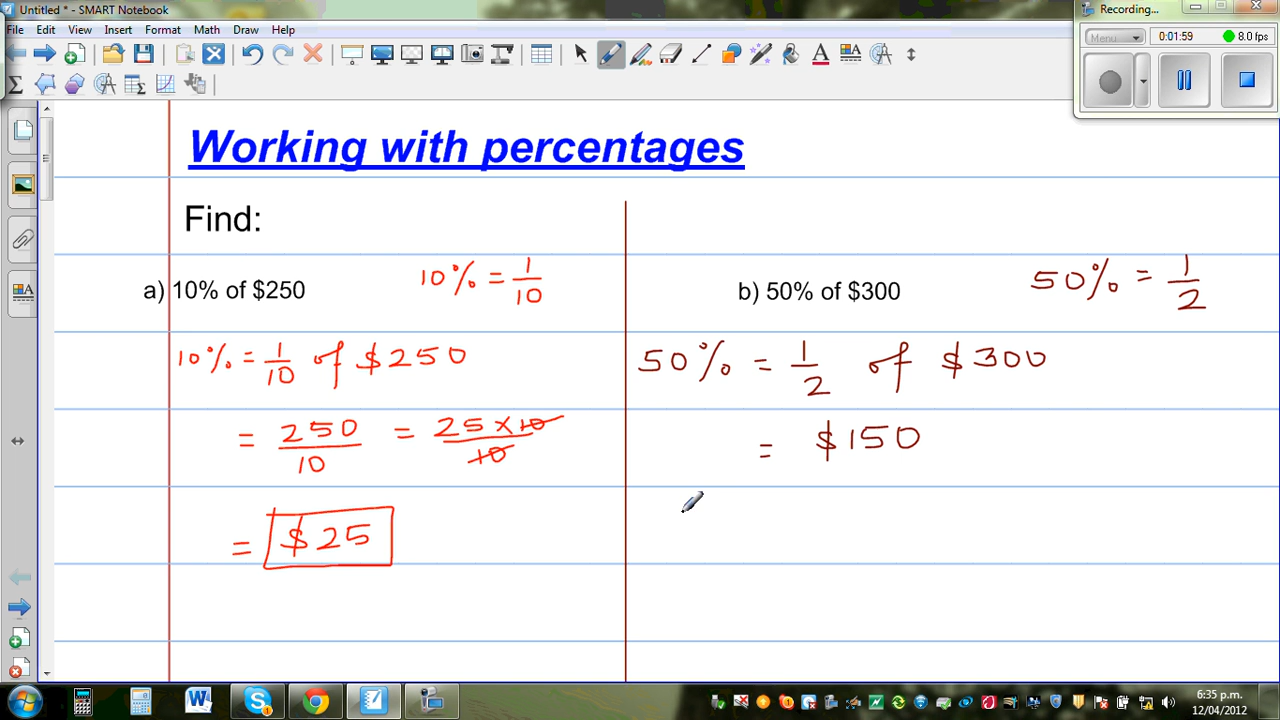 Untitled * - SMART Notebook
File Edit View Insert Format Math Draw Help
Recording...
Menu
0:01:59
8.0 fps
Working with percentages
Find:
a) 10% of $250
10% = 1/10
10% = 1/10 of $250
= 250/10 = 25 × 10/10
= $25
b) 50% of $300
50% = 1/2
50% = 1/2 of $300
= $150
6:35 p.m.
12/04/2012